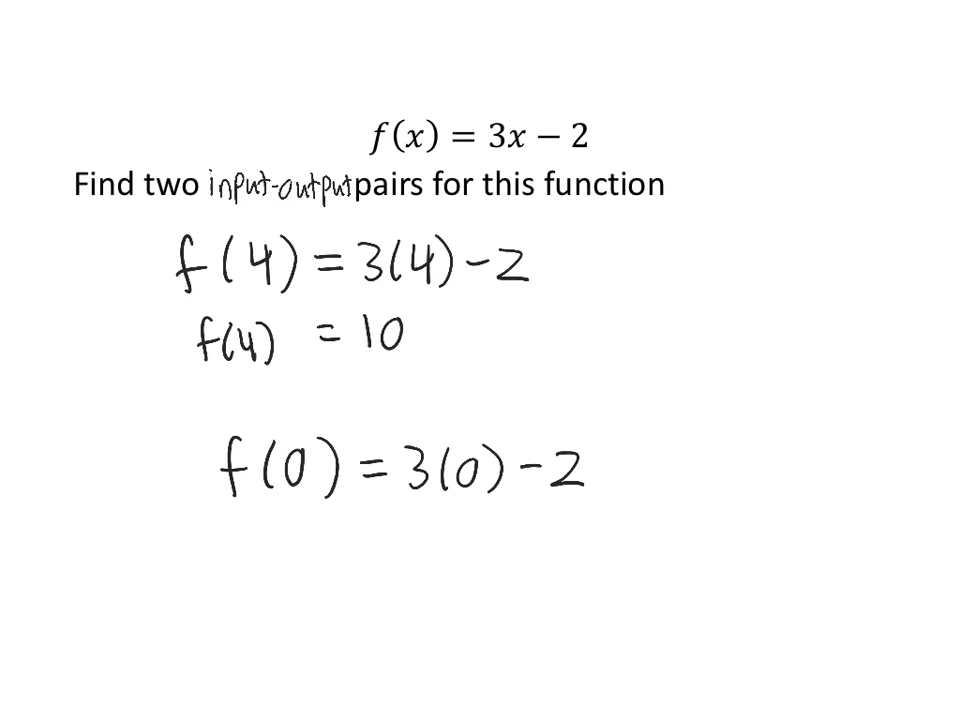 f(x) = 3x − 2
Find two input-output pairs for this function
f(4) = 3(4) - 2
f(4) = 10
f(0) = 3(0) - 2